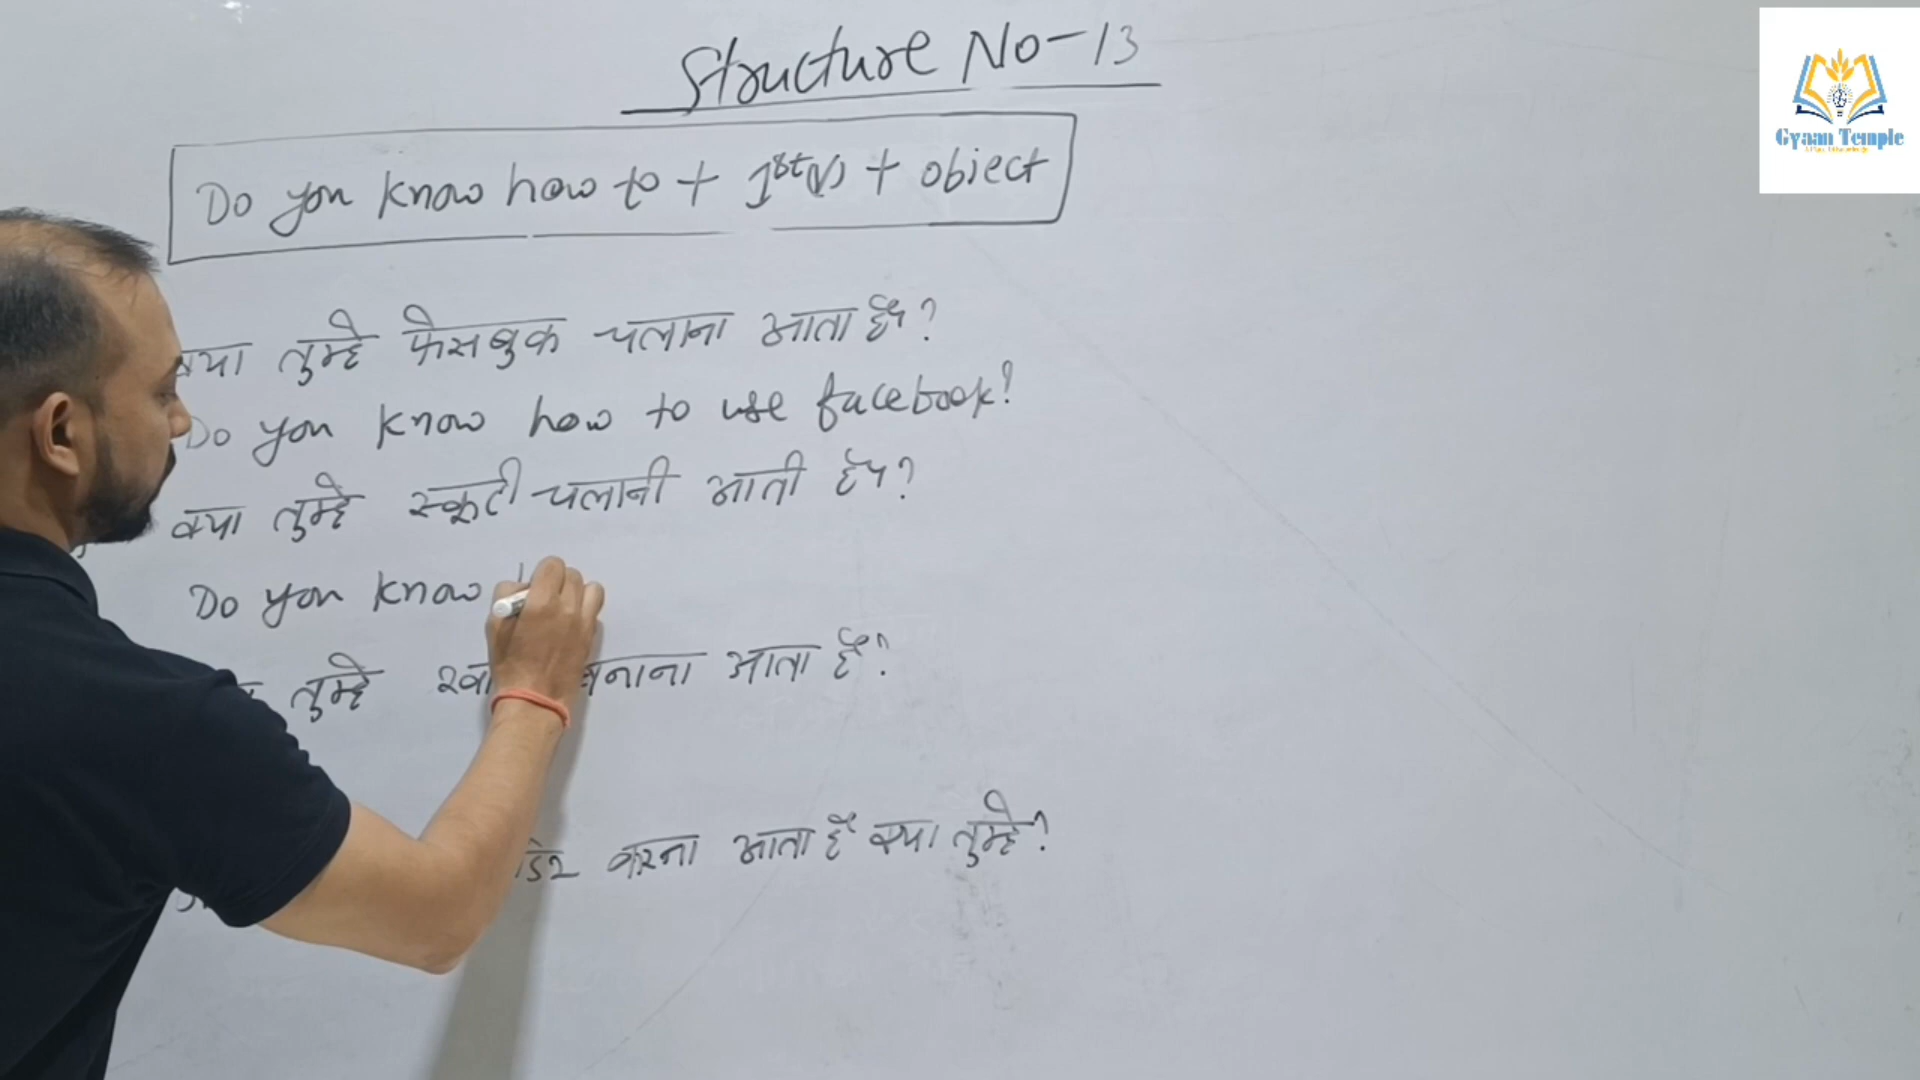 Structure No-13
Do you know how to + 1st(V) + object
क्या तुम्हे फेसबुक चलाना आता है?
Do you know how to use facebook?
क्या तुम्हे स्कूटी चलानी आती है?
Do you know
तुम्हे बनाना आता है?
करना आता है क्या तुम्हे?
Gyaan Temple